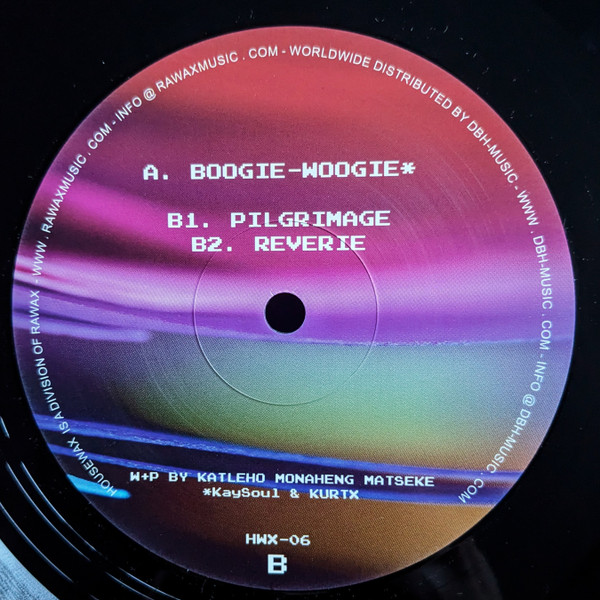 HOUSEWAX IS A DIVISION OF RAWAX - WWW . RAWAXMUSIC . COM - INFO @ RAWAXMUSIC . COM - WORLDWIDE DISTRIBUTED BY DBH-MUSIC - WWW . DBH-MUSIC . COM - INFO @ DBH-MUSIC . COM
A. BOOGIE-WOOGIE*
B1. PILGRIMAGE
B2. REVERIE
W+P BY KATLEHO MONAHENG MATSEKE
*KaySoul & KURTX
HWX-06
B